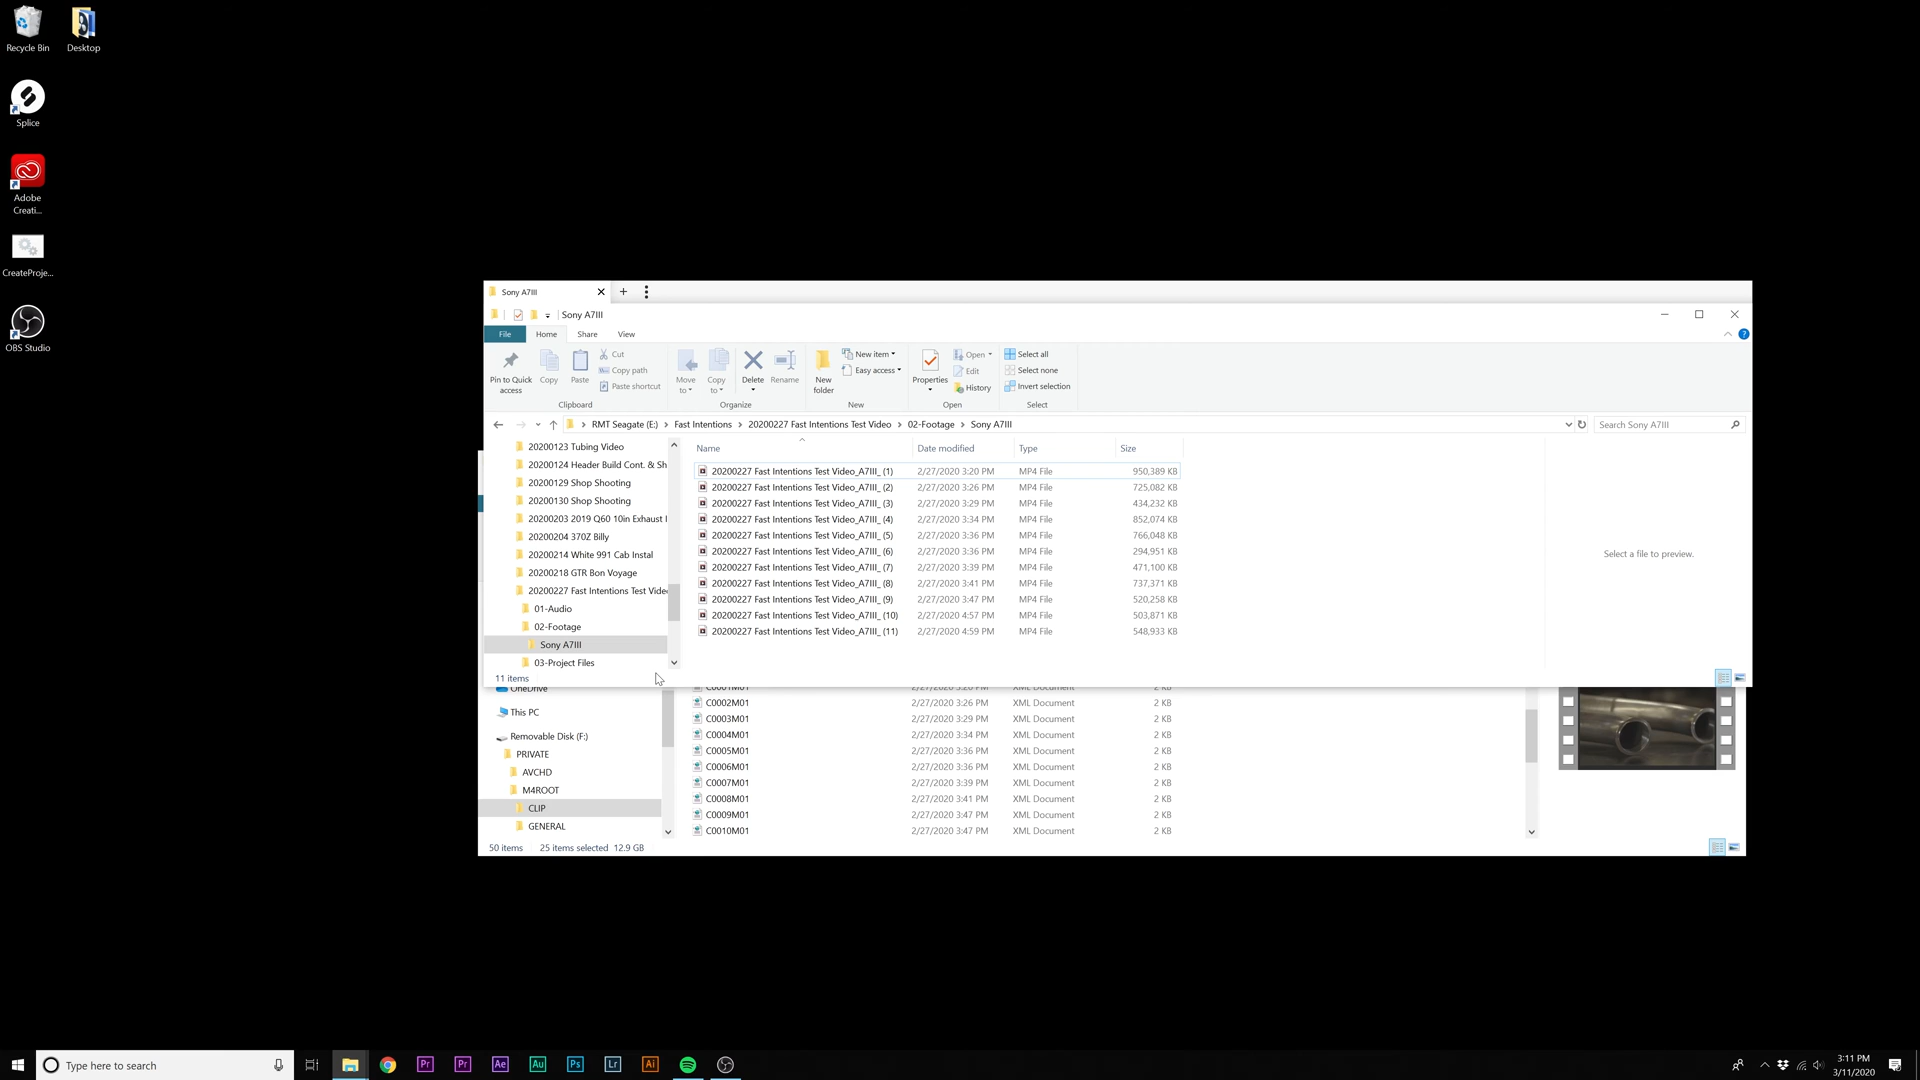 Recycle Bin
Desktop
Splice
Adobe
Creati...
CreateProje...
OBS Studio
Sony A7III
Sony A7III
File
Home
Share
View
Pin to Quick
access
Copy
Paste
Cut
Copy path
Paste shortcut
Clipboard
Move
to
Copy
to
Delete
Rename
Organize
New
folder
New item
Easy access
New
Properties
Open
Edit
History
Open
Select all
Select none
Invert selection
Select
RMT Seagate (E:)
Fast Intentions
20200227 Fast Intentions Test Video
02-Footage
Sony A7III
Search Sony A7III
20200123 Tubing Video
20200124 Header Build Cont. & Sh
20200129 Shop Shooting
20200130 Shop Shooting
20200203 2019 Q60 10in Exhaust I
20200204 370Z Billy
20200214 White 991 Cab Instal
20200218 GTR Bon Voyage
20200227 Fast Intentions Test Vide
01-Audio
02-Footage
Sony A7III
03-Project Files
11 items
Name Date modified Type Size
20200227 Fast Intentions Test Video_A7III_ (1) 2/27/2020 3:20 PM MP4 File 950,389 KB
20200227 Fast Intentions Test Video_A7III_ (2) 2/27/2020 3:26 PM MP4 File 725,082 KB
20200227 Fast Intentions Test Video_A7III_ (3) 2/27/2020 3:29 PM MP4 File 434,232 KB
20200227 Fast Intentions Test Video_A7III_ (4) 2/27/2020 3:34 PM MP4 File 852,074 KB
20200227 Fast Intentions Test Video_A7III_ (5) 2/27/2020 3:36 PM MP4 File 766,048 KB
20200227 Fast Intentions Test Video_A7III_ (6) 2/27/2020 3:36 PM MP4 File 294,951 KB
20200227 Fast Intentions Test Video_A7III_ (7) 2/27/2020 3:39 PM MP4 File 471,100 KB
20200227 Fast Intentions Test Video_A7III_ (8) 2/27/2020 3:41 PM MP4 File 737,371 KB
20200227 Fast Intentions Test Video_A7III_ (9) 2/27/2020 3:47 PM MP4 File 520,258 KB
20200227 Fast Intentions Test Video_A7III_ (10) 2/27/2020 4:57 PM MP4 File 503,871 KB
20200227 Fast Intentions Test Video_A7III_ (11) 2/27/2020 4:59 PM MP4 File 548,933 KB
Select a file to preview.
OneDrive
This PC
Removable Disk (F:)
PRIVATE
AVCHD
M4ROOT
CLIP
GENERAL
C0001M01 2/27/2020 3:20 PM XML Document 2 KB
C0002M01 2/27/2020 3:26 PM XML Document 2 KB
C0003M01 2/27/2020 3:29 PM XML Document 2 KB
C0004M01 2/27/2020 3:34 PM XML Document 2 KB
C0005M01 2/27/2020 3:36 PM XML Document 2 KB
C0006M01 2/27/2020 3:36 PM XML Document 2 KB
C0007M01 2/27/2020 3:39 PM XML Document 2 KB
C0008M01 2/27/2020 3:41 PM XML Document 2 KB
C0009M01 2/27/2020 3:47 PM XML Document 2 KB
C0010M01 2/27/2020 3:47 PM XML Document 2 KB
50 items 25 items selected 12.9 GB
Type here to search
Pr
Pr
Ae
Au
Ps
Lr
Ai
3:11 PM
3/11/2020